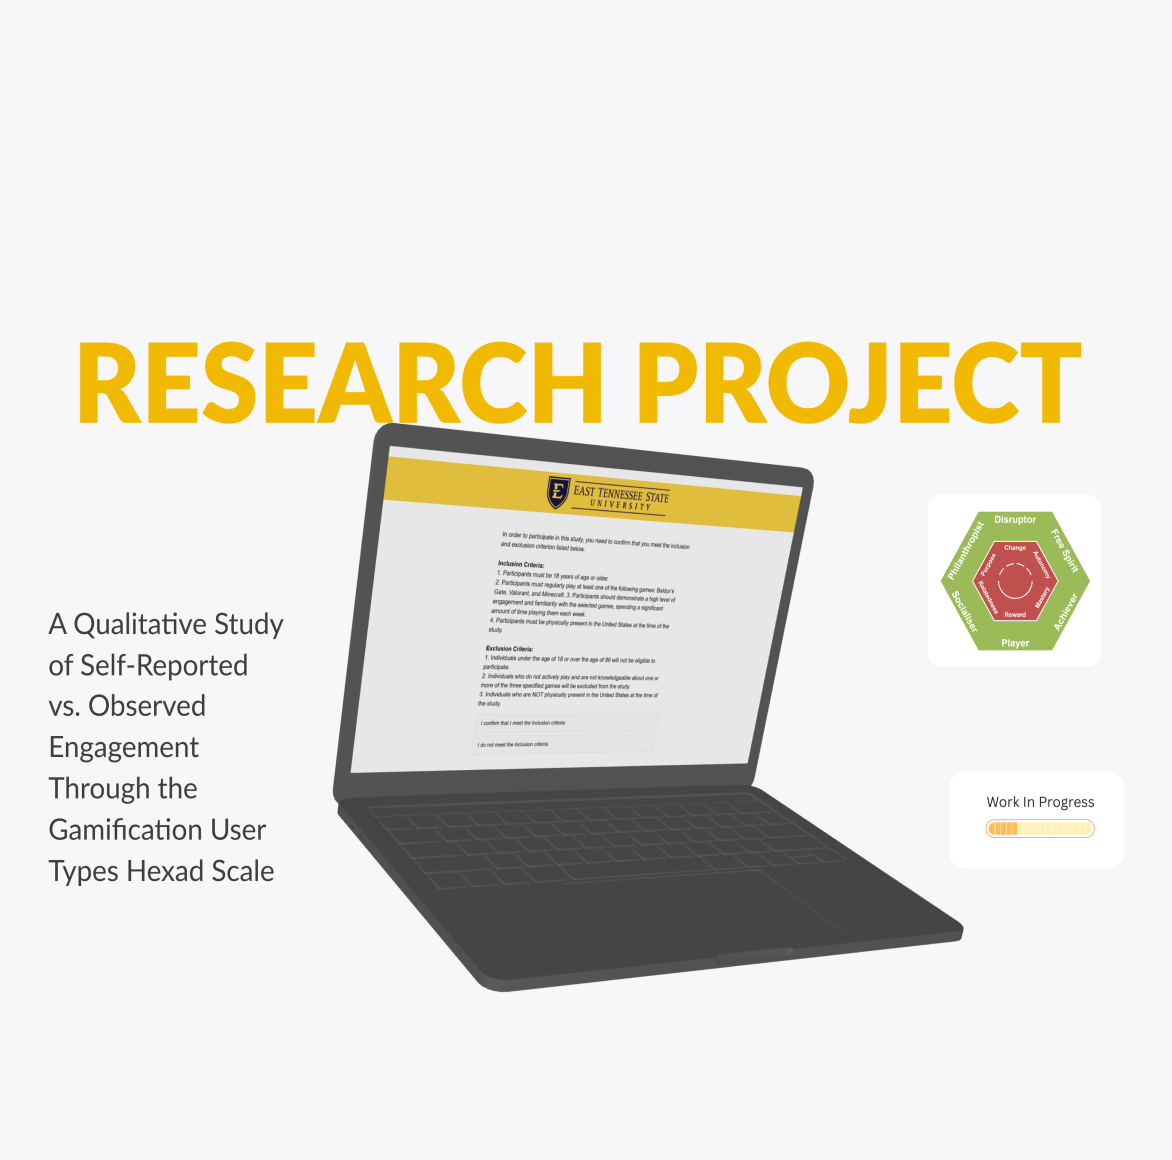 RESEARCH PROJECT
A Qualitative Study
of Self-Reported
vs. Observed
Engagement
Through the
Gamification User
Types Hexad Scale
E
EAST TENNESSEE STATE
UNIVERSITY
In order to participate in this study, you need to confirm that you meet the inclusion
and exclusion criterion listed below.
Inclusion Criteria:
1. Participants must be 18 years of age or older.
2. Participants must regularly play at least one of the following games: Baldur's
Gate, Valorant, and Minecraft. 3. Participants should demonstrate a high level of
engagement and familiarity with the selected games, spending a significant
amount of time playing them each week.
4. Participants must be physically present in the United States at the time of the
study.
Exclusion Criteria:
1. Individuals under the age of 18 or over the age of 89 will not be eligible to
participate.
2. Individuals who do not actively play and are not knowledgeable about one or
more of the three specified games will be excluded from the study.
3. Individuals who are NOT physically present in the United States at the time of
the study.
I confirm that I meet the inclusion criteria
I do not meet the inclusion criteria
Disruptor
Free Spirit
Achiever
Player
Socialiser
Philanthropist
Change
Autonomy
Mastery
Reward
Relatedness
Purpose
Work In Progress